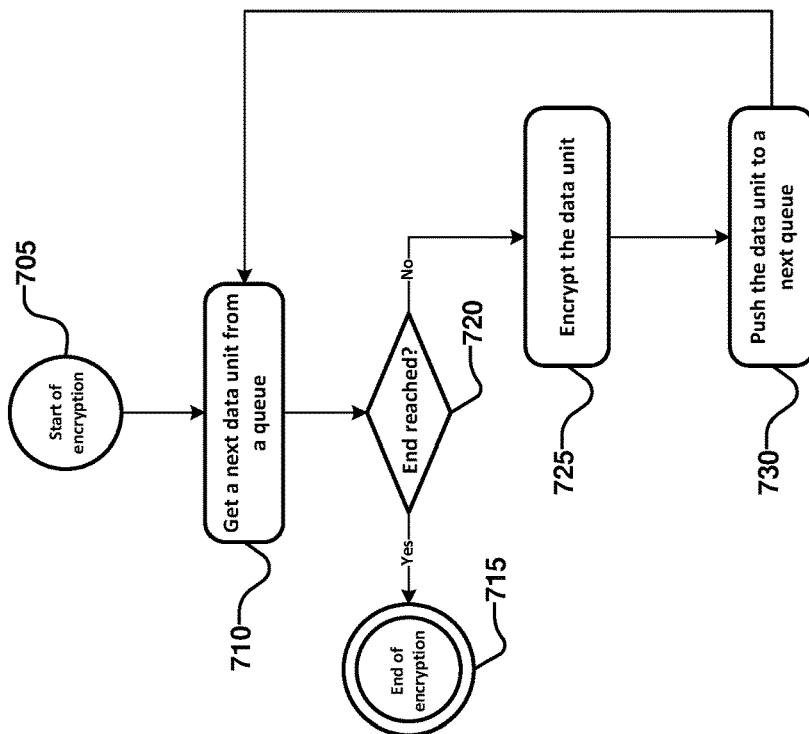 705
Start of
encryption
710
Get a next data unit from
a queue
End reached?
720
Yes
No
End of
encryption
715
Encrypt the data unit
725
Push the data unit to a
next queue
730